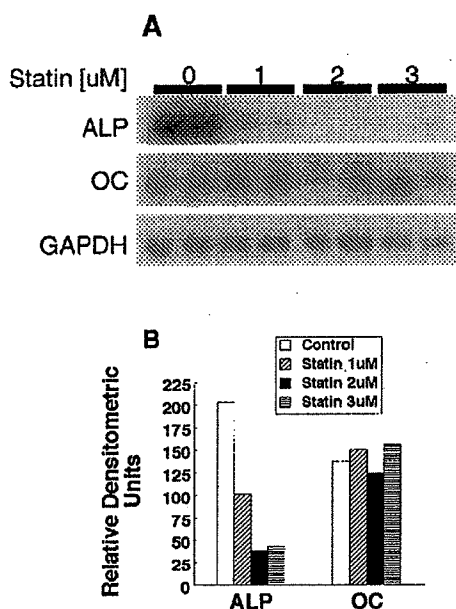 A
Statin [uM] 0 1 2 3
ALP
OC
GAPDH
B
Control
Statin 1uM
Statin 2uM
Statin 3uM
Relative Densitometric
Units
225
200
175
150
125
100
75
50
25
0
ALP OC